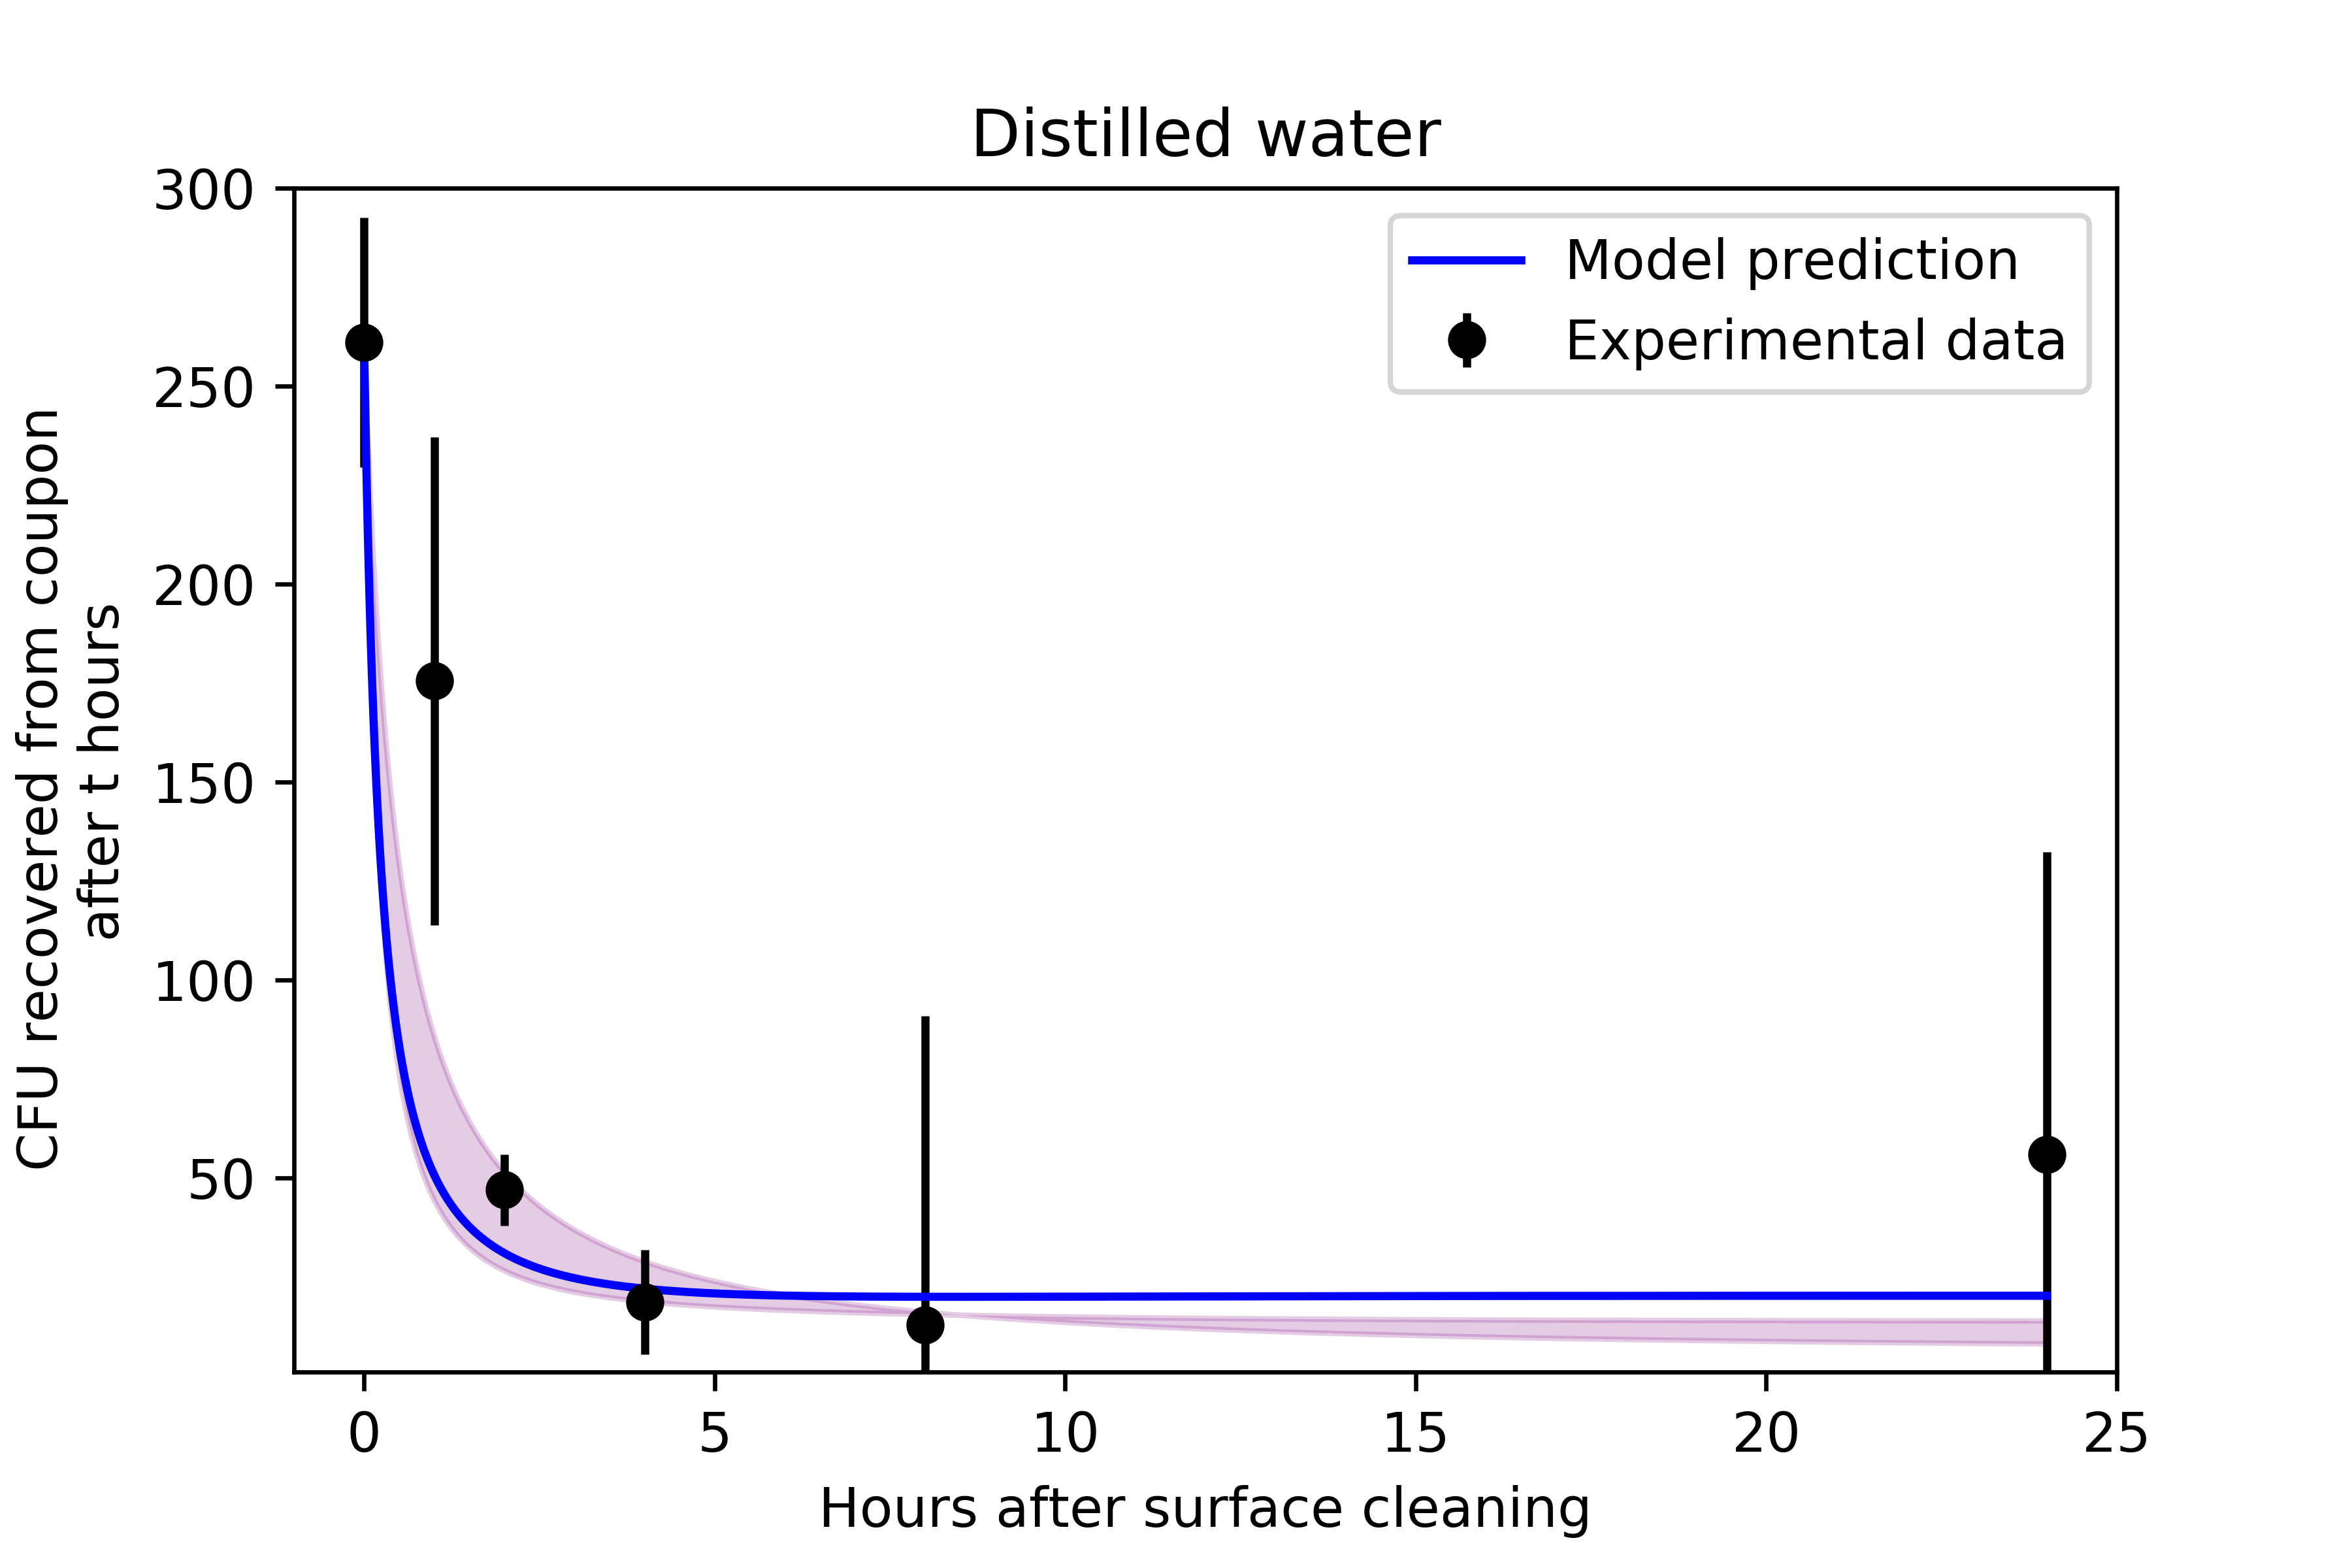 Distilled water
Model prediction
Experimental data
CFU recovered from coupon
after t hours
300
250
200
150
100
50
0 5 10 15 20 25
Hours after surface cleaning